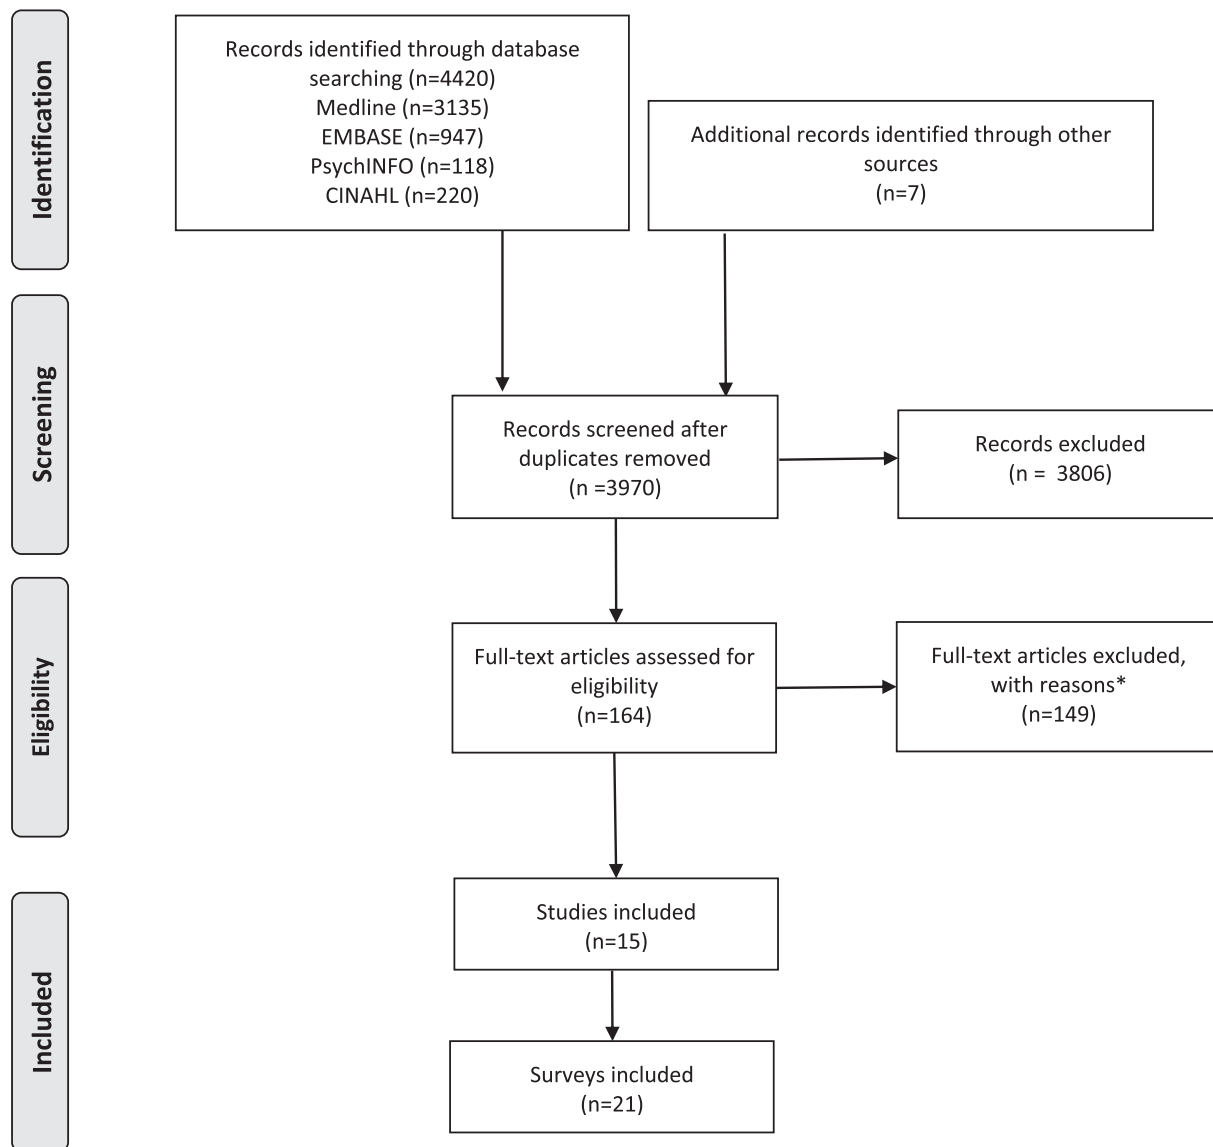 Identification
Records identified through database
searching (n=4420)
Medline (n=3135)
EMBASE (n=947)
PsychINFO (n=118)
CINAHL (n=220)
Additional records identified through other
sources
(n=7)
Screening
Records screened after
duplicates removed
(n =3970)
Records excluded
(n =  3806)
Eligibility
Full-text articles assessed for
eligibility
(n=164)
Full-text articles excluded,
with reasons*
(n=149)
Included
Studies included
(n=15)
Surveys included
(n=21)